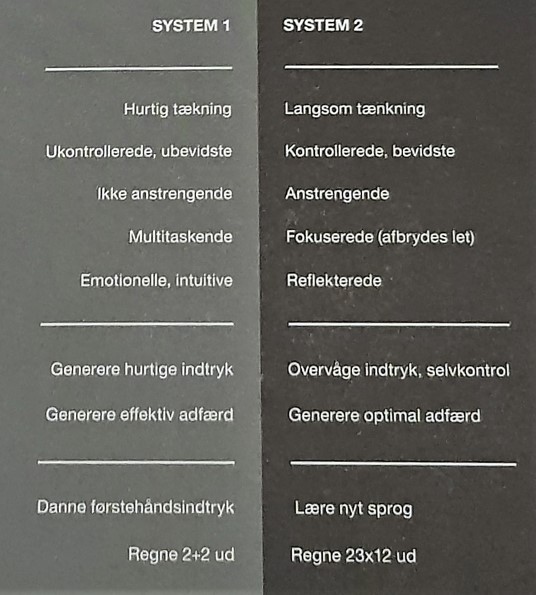 SYSTEM 1 SYSTEM 2
Hurtig tækning Langsom tænkning
Ukontrollerede, ubevidste Kontrollerede, bevidste
Ikke anstrengende Anstrengende
Multitaskende Fokuserede (afbrydes let)
Emotionelle, intuitive Reflekterede
Generere hurtige indtryk Overvåge indtryk, selvkontrol
Generere effektiv adfærd Generere optimal adfærd
Danne førstehåndsindtryk Lære nyt sprog
Regne 2+2 ud Regne 23x12 ud